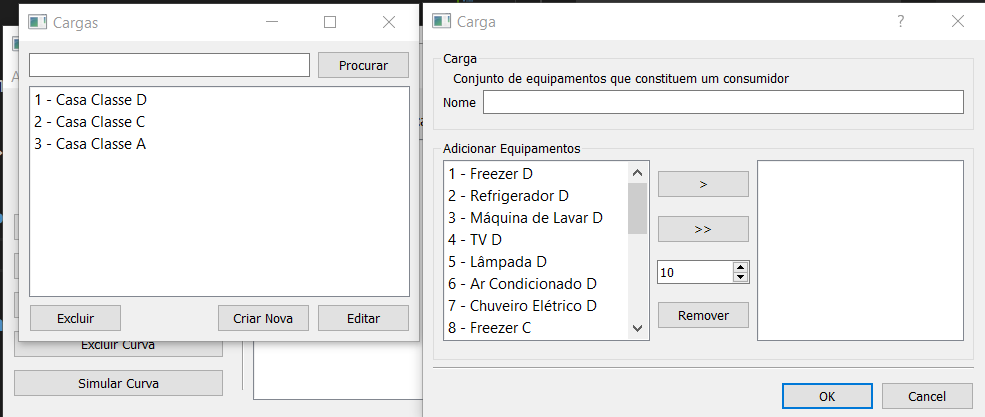 Cargas
Procurar
1 - Casa Classe D
2 - Casa Classe C
3 - Casa Classe A
Excluir
Criar Nova
Editar
Excluir Curva
Simular Curva
Carga
?
Carga
Conjunto de equipamentos que constituem um consumidor
Nome
Adicionar Equipamentos
1 - Freezer D
2 - Refrigerador D
3 - Máquina de Lavar D
4 - TV D
5 - Lâmpada D
6 - Ar Condicionado D
7 - Chuveiro Elétrico D
8 - Freezer C
>
>>
10
Remover
OK
Cancel